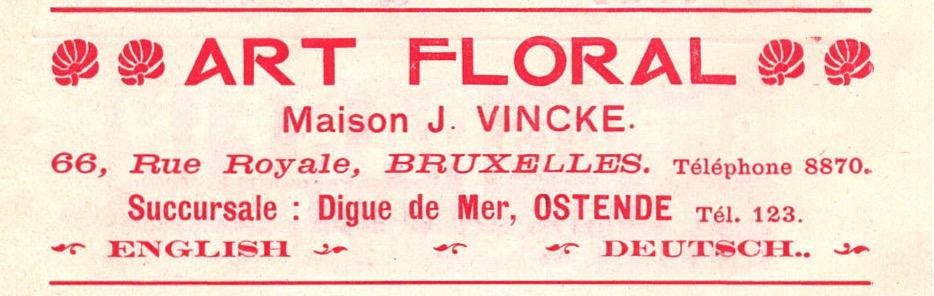 ART FLORAL
Maison J. VINCKE.
66, Rue Royale, BRUXELLES. Téléphone 8870.
Succursale : Digue de Mer, OSTENDE Tél. 123.
ENGLISH DEUTSCH..